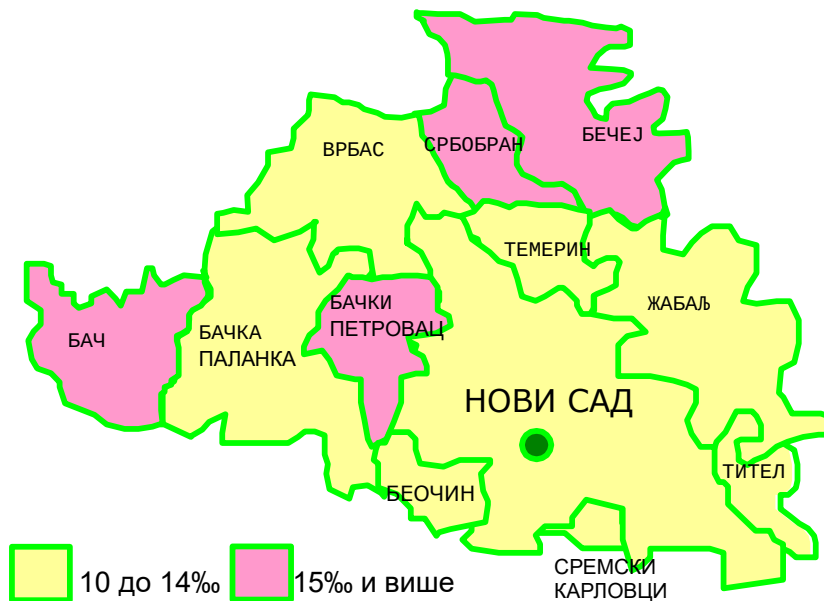 ВРБАС
СРБОБРАН
БЕЧЕЈ
ТЕМЕРИН
БАЧКИ
ПЕТРОВАЦ
ЖАБАЉ
БАЧ
БАЧКА
ПАЛАНКА
НОВИ САД
БЕОЧИН
ТИТЕЛ
СРЕМСКИ
КАРЛОВЦИ
10 до 14‰
15‰ и више